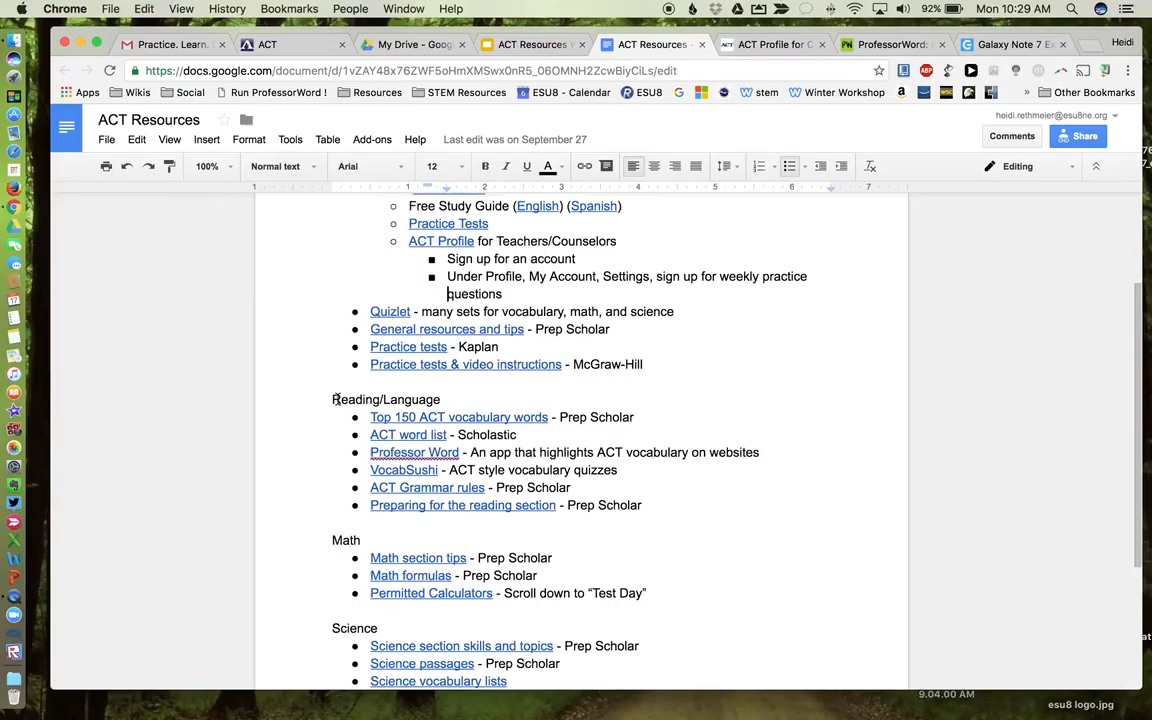 Chrome File Edit View History Bookmarks People Window Help 92% Mon 10:29 AM
Practice. Learn. ACT My Drive - Goog ACT Resources W ACT Resources - ACT Profile for C ProfessorWord: Galaxy Note 7 Ex Heidi
https://docs.google.com/document/d/1vZAY48x76ZWF5oHmXMSwx0nR5_06OMNH2ZcwBiyCiLs/edit
Apps Wikis Social Run ProfessorWord ! Resources STEM Resources ESU8 - Calendar ESU8 stem Winter Workshop » Other Bookmarks
ACT Resources
heidi.rethmeier@esu8ne.org
File Edit View Insert Format Tools Table Add-ons Help Last edit was on September 27
Comments Share
100% Normal text Arial 12 B I U A Editing
1 1 2 3 4 5 6 7
Free Study Guide (English) (Spanish)
Practice Tests
ACT Profile for Teachers/Counselors
Sign up for an account
Under Profile, My Account, Settings, sign up for weekly practice
questions
Quizlet - many sets for vocabulary, math, and science
General resources and tips - Prep Scholar
Practice tests - Kaplan
Practice tests & video instructions - McGraw-Hill
Reading/Language
Top 150 ACT vocabulary words - Prep Scholar
ACT word list - Scholastic
Professor Word - An app that highlights ACT vocabulary on websites
VocabSushi - ACT style vocabulary quizzes
ACT Grammar rules - Prep Scholar
Preparing for the reading section - Prep Scholar
Math
Math section tips - Prep Scholar
Math formulas - Prep Scholar
Permitted Calculators - Scroll down to “Test Day”
Science
Science section skills and topics - Prep Scholar
Science passages - Prep Scholar
Science vocabulary lists
9.04.00 AM
esu8 logo.jpg